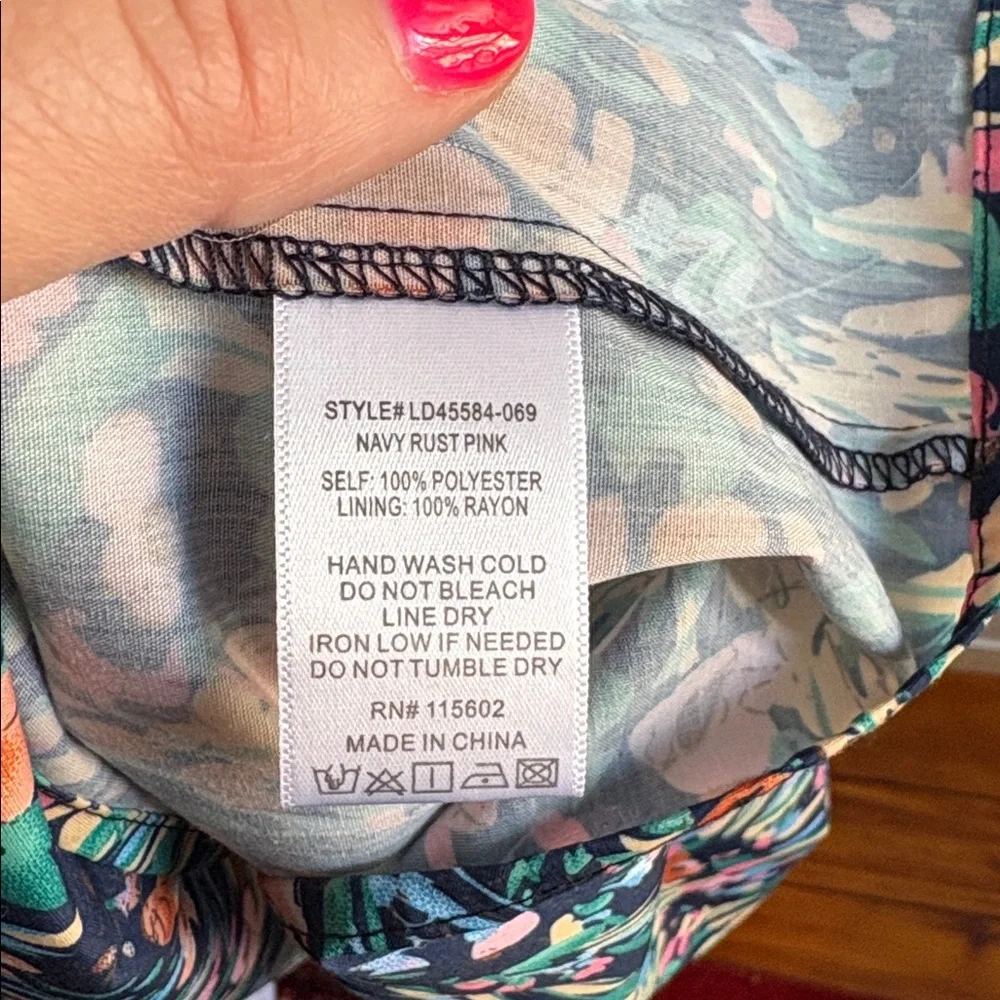 STYLE# LD45584-069
NAVY RUST PINK
SELF: 100% POLYESTER
LINING: 100% RAYON
HAND WASH COLD
DO NOT BLEACH
LINE DRY
IRON LOW IF NEEDED
DO NOT TUMBLE DRY
RN# 115602
MADE IN CHINA